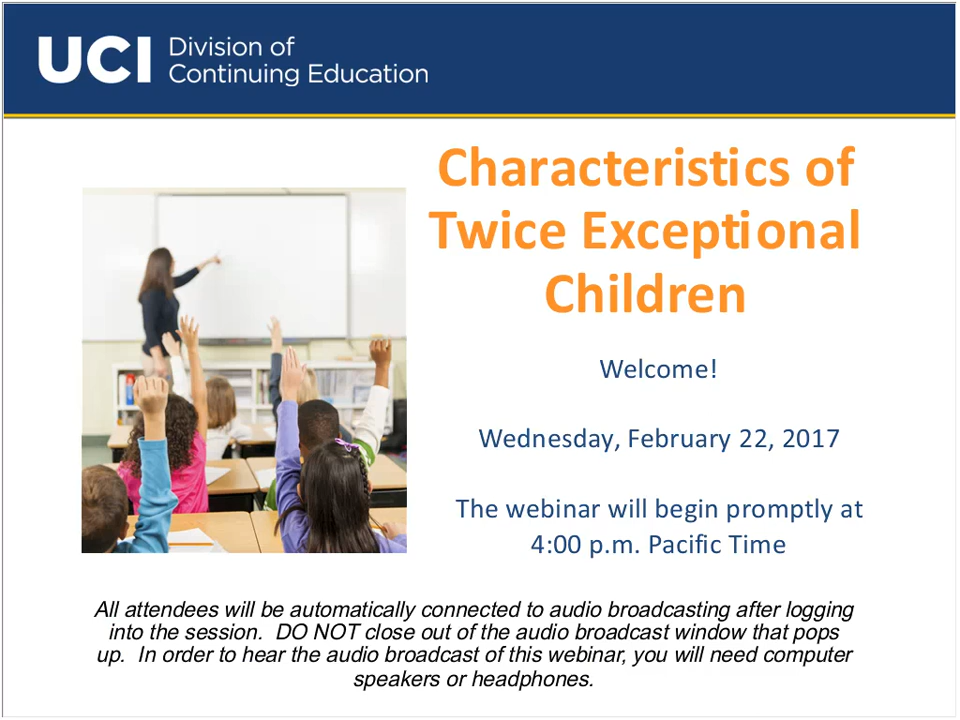 UCI Division of
Continuing Education
Characteristics of
Twice Exceptional
Children
Welcome!
Wednesday, February 22, 2017
The webinar will begin promptly at
4:00 p.m. Pacific Time
All attendees will be automatically connected to audio broadcasting after logging
into the session.  DO NOT close out of the audio broadcast window that pops
up.  In order to hear the audio broadcast of this webinar, you will need computer
speakers or headphones.